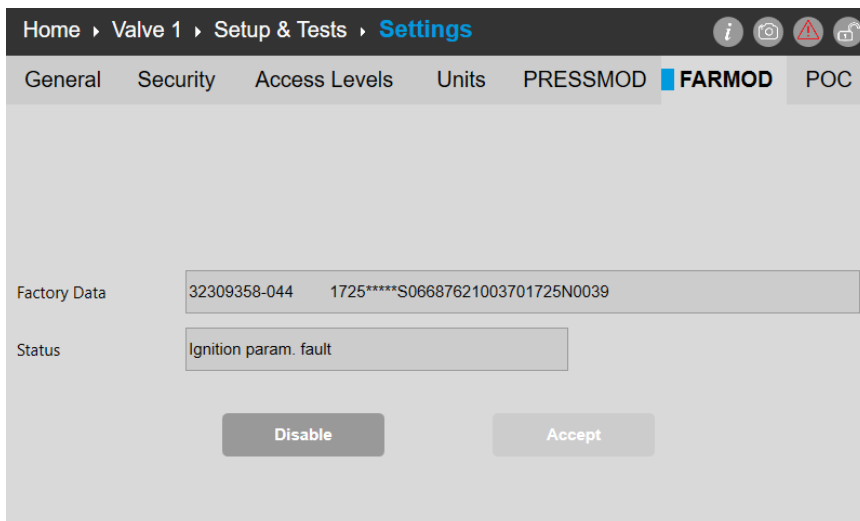 Home ▸ Valve 1 ▸ Setup & Tests ▸ Settings
General Security Access Levels Units PRESSMOD FARMOD POC
Factory Data 32309358-044 1725*****S06687621003701725N0039
Status Ignition param. fault
Disable Accept